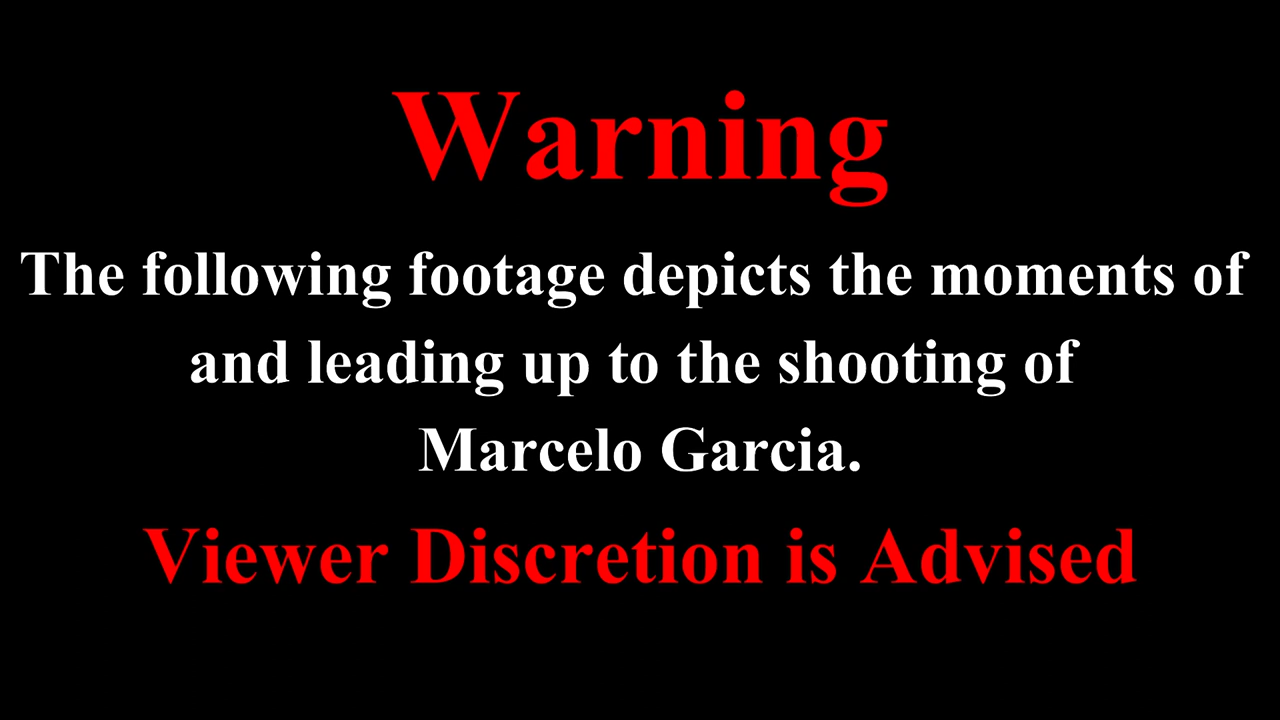 Warning
The following footage depicts the moments of
and leading up to the shooting of
Marcelo Garcia.
Viewer Discretion is Advised